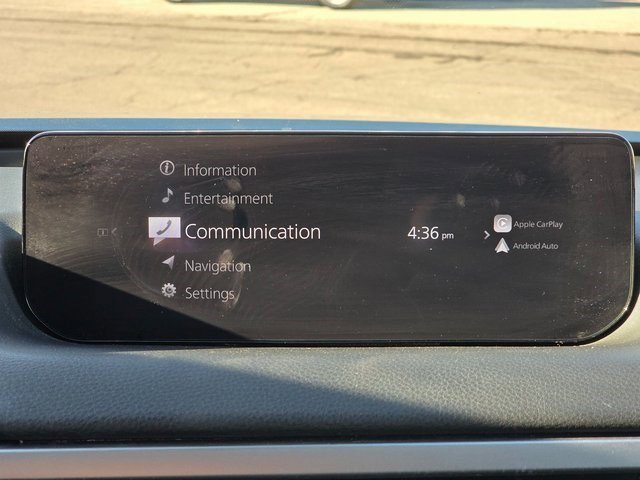 Information
Entertainment
Communication
4:36 pm
Apple CarPlay
Android Auto
Navigation
Settings